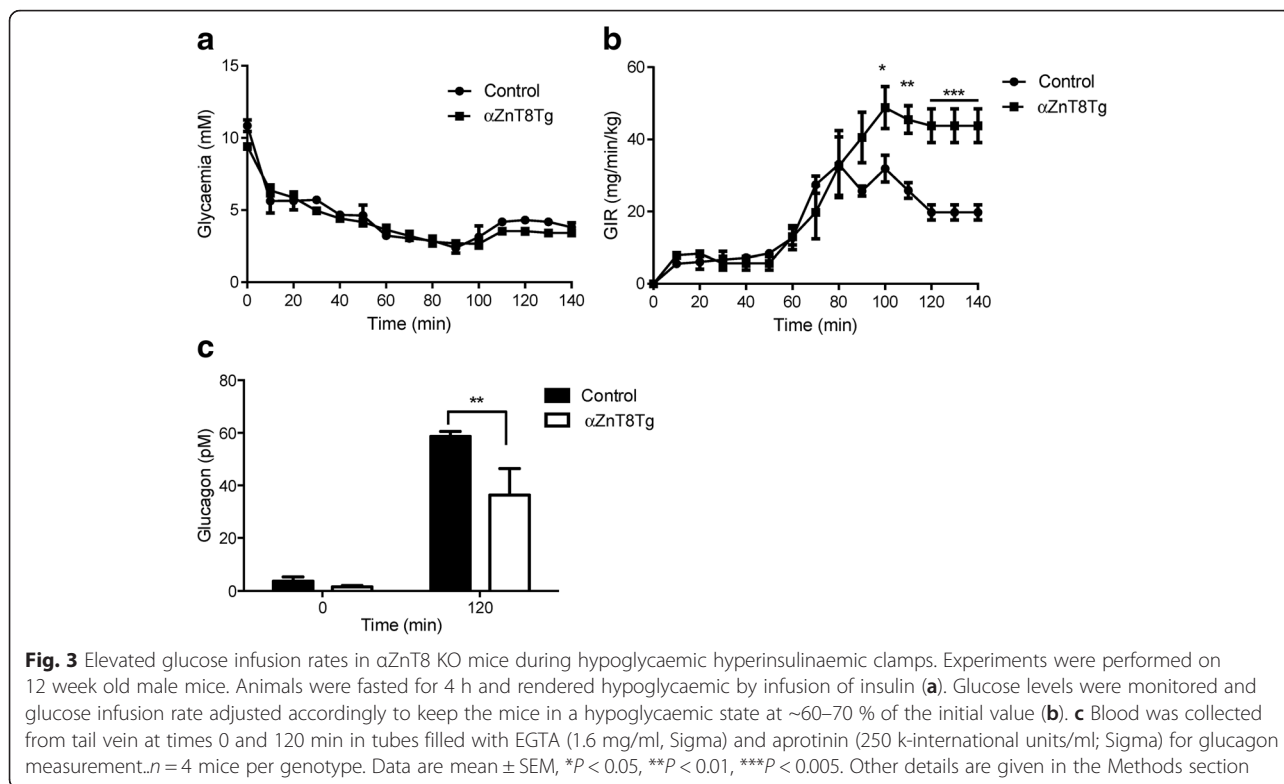 a
15
10
5
0
Glycaemia (mM)
Control
αZnT8Tg
0 20 40 60 80 100 120 140
Time (min)
b
60
40
20
0
GIR (mg/min/kg)
*
**
***
Control
αZnT8Tg
0 20 40 60 80 100 120 140
Time (min)
c
80
60
40
20
0
Glucagon (pM)
**
Control
αZnT8Tg
0 120
Time (min)
Fig. 3 Elevated glucose infusion rates in αZnT8 KO mice during hypoglycaemic hyperinsulinaemic clamps. Experiments were performed on
12 week old male mice. Animals were fasted for 4 h and rendered hypoglycaemic by infusion of insulin (a). Glucose levels were monitored and
glucose infusion rate adjusted accordingly to keep the mice in a hypoglycaemic state at ~60–70 % of the initial value (b). c Blood was collected
from tail vein at times 0 and 120 min in tubes filled with EGTA (1.6 mg/ml, Sigma) and aprotinin (250 k-international units/ml; Sigma) for glucagon
measurement..n = 4 mice per genotype. Data are mean ± SEM, *P < 0.05, **P < 0.01, ***P < 0.005. Other details are given in the Methods section